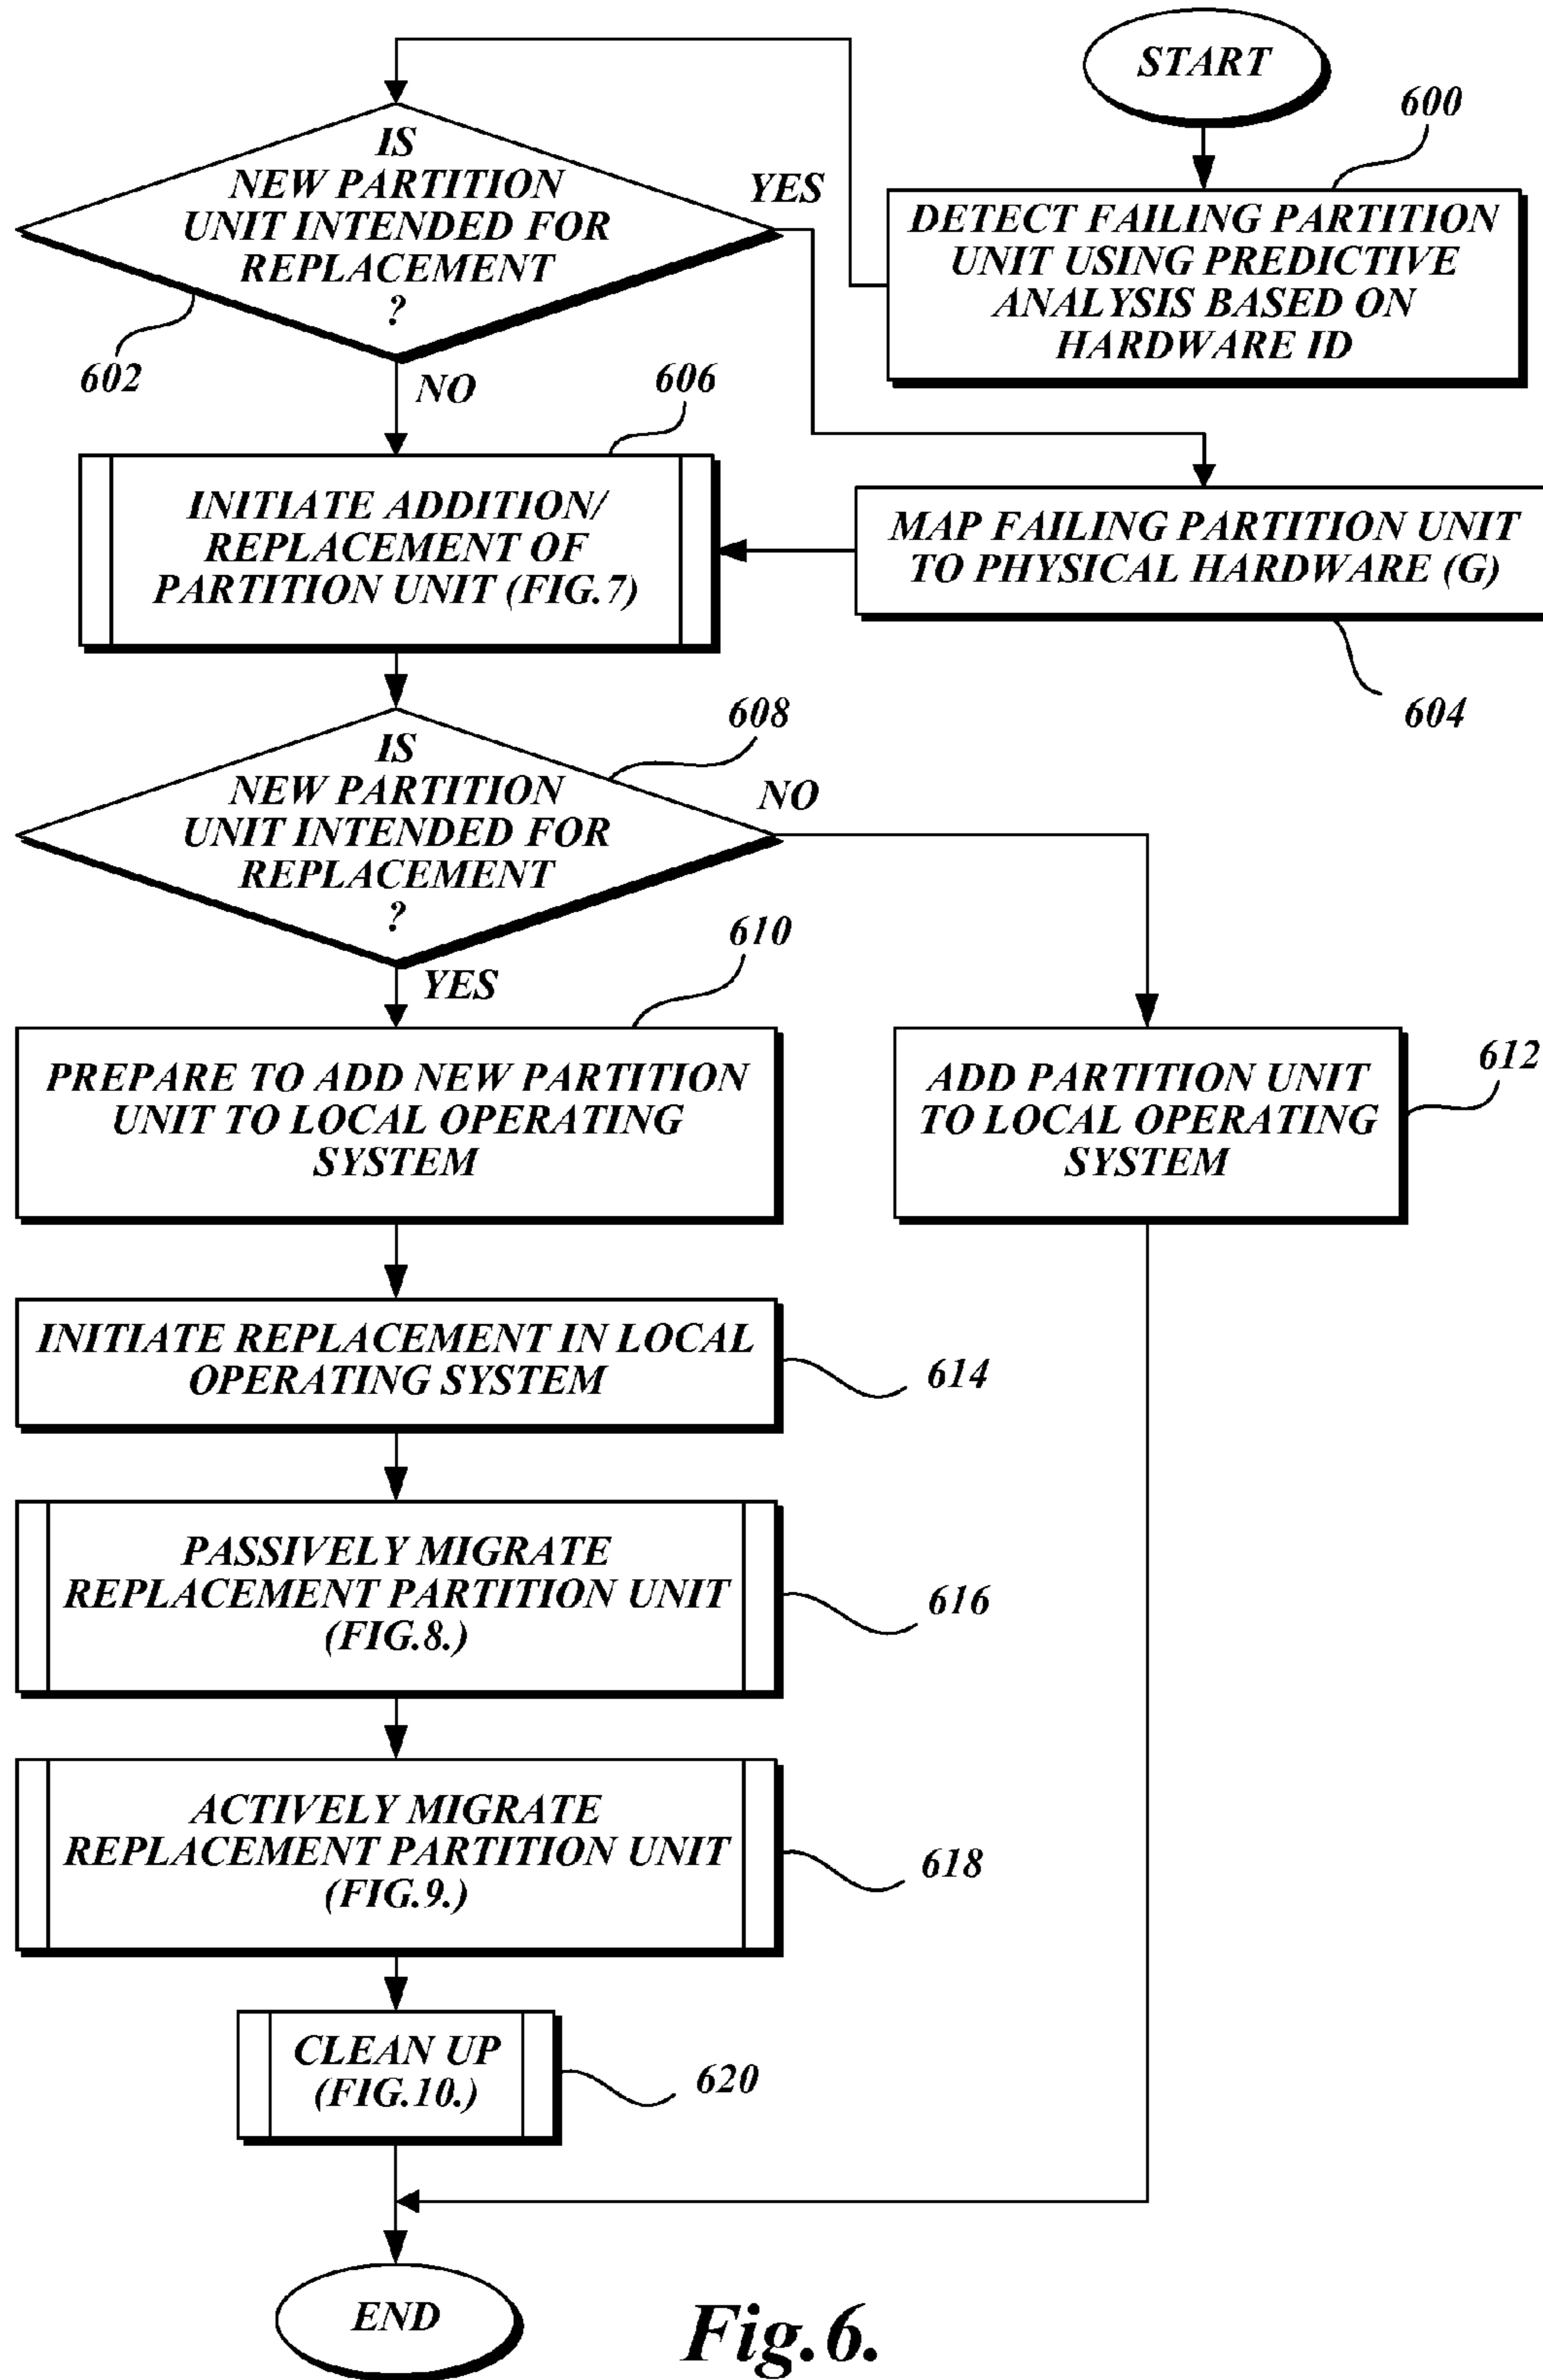 START
600
DETECT FAILING PARTITION
UNIT USING PREDICTIVE
ANALYSIS BASED ON
HARDWARE ID
IS
NEW PARTITION
UNIT INTENDED FOR
REPLACEMENT
?
YES
602
NO
606
INITIATE ADDITION/
REPLACEMENT OF
PARTITION UNIT (FIG.7)
MAP FAILING PARTITION UNIT
TO PHYSICAL HARDWARE (G)
604
608
IS
NEW PARTITION
UNIT INTENDED FOR
REPLACEMENT
?
NO
YES
610
PREPARE TO ADD NEW PARTITION
UNIT TO LOCAL OPERATING
SYSTEM
ADD PARTITION UNIT
TO LOCAL OPERATING
SYSTEM
612
INITIATE REPLACEMENT IN LOCAL
OPERATING SYSTEM
614
PASSIVELY MIGRATE
REPLACEMENT PARTITION UNIT
(FIG.8.)
616
ACTIVELY MIGRATE
REPLACEMENT PARTITION UNIT
(FIG.9.)
618
CLEAN UP
(FIG.10.)
620
END
Fig.6.